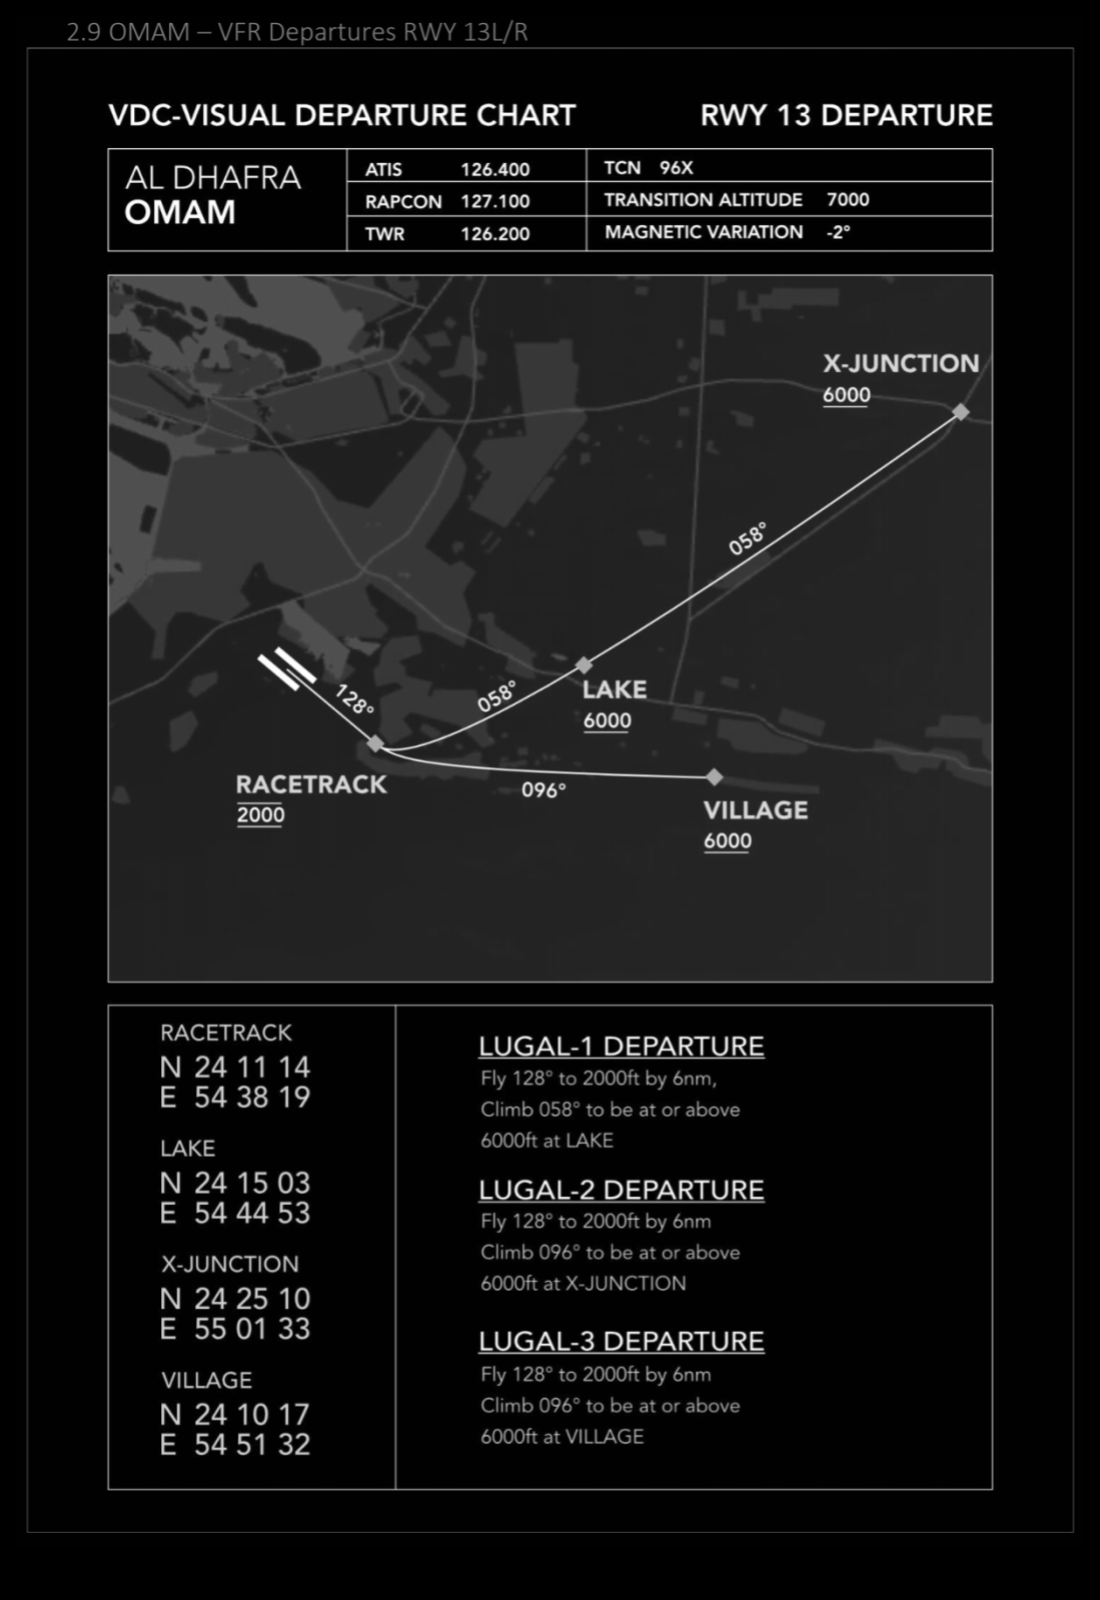 2.9 OMAM – VFR Departures RWY 13L/R
VDC-VISUAL DEPARTURE CHART RWY 13 DEPARTURE
AL DHAFRA
OMAM
ATIS 126.400
RAPCON 127.100
TWR 126.200
TCN 96X
TRANSITION ALTITUDE 7000
MAGNETIC VARIATION -2°
X-JUNCTION
6000
058°
128°
058°
LAKE
6000
RACETRACK
2000
096°
VILLAGE
6000
RACETRACK
N 24 11 14
E 54 38 19
LAKE
N 24 15 03
E 54 44 53
X-JUNCTION
N 24 25 10
E 55 01 33
VILLAGE
N 24 10 17
E 54 51 32
LUGAL-1 DEPARTURE
Fly 128° to 2000ft by 6nm,
Climb 058° to be at or above
6000ft at LAKE
LUGAL-2 DEPARTURE
Fly 128° to 2000ft by 6nm
Climb 096° to be at or above
6000ft at X-JUNCTION
LUGAL-3 DEPARTURE
Fly 128° to 2000ft by 6nm
Climb 096° to be at or above
6000ft at VILLAGE